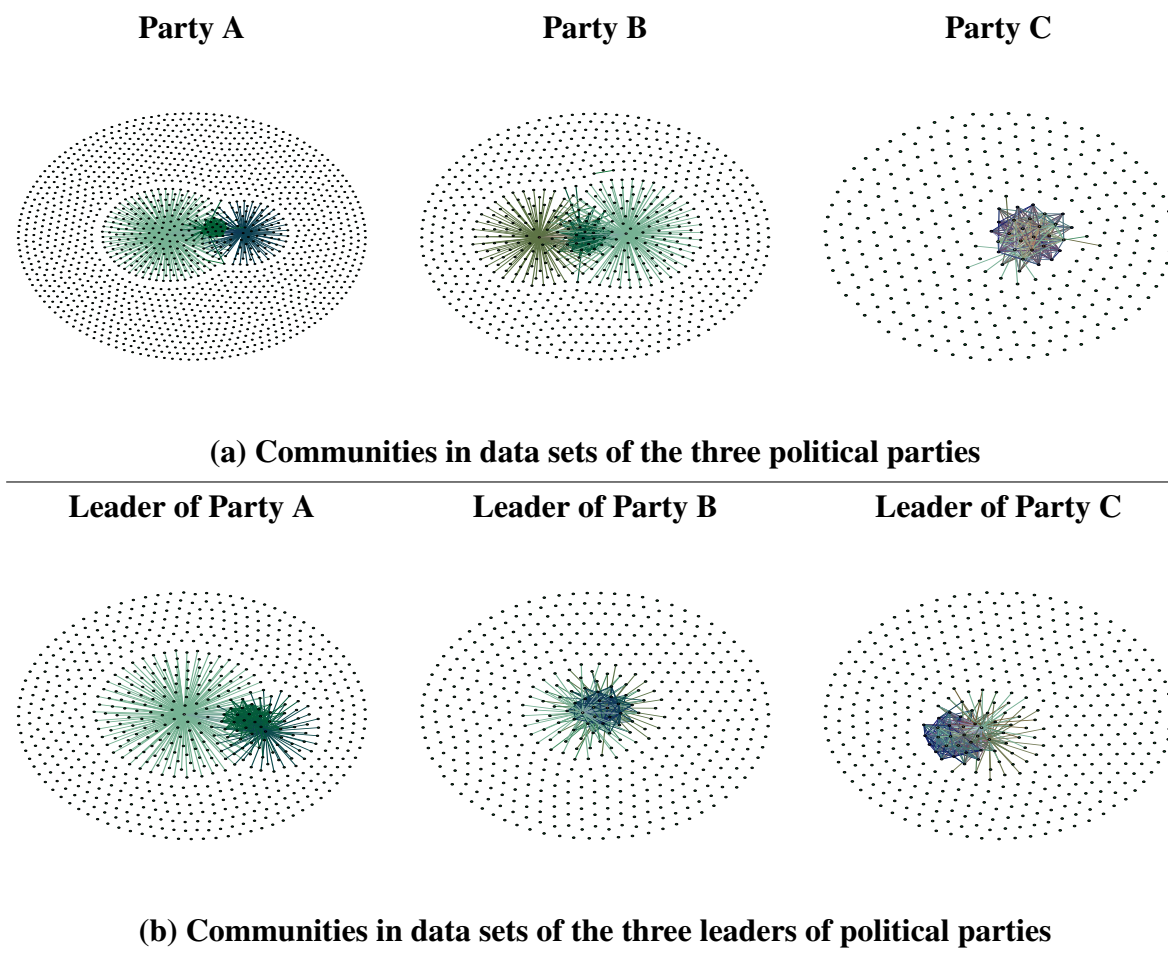 Party A Party B Party C
(a) Communities in data sets of the three political parties
Leader of Party A Leader of Party B Leader of Party C
(b) Communities in data sets of the three leaders of political parties